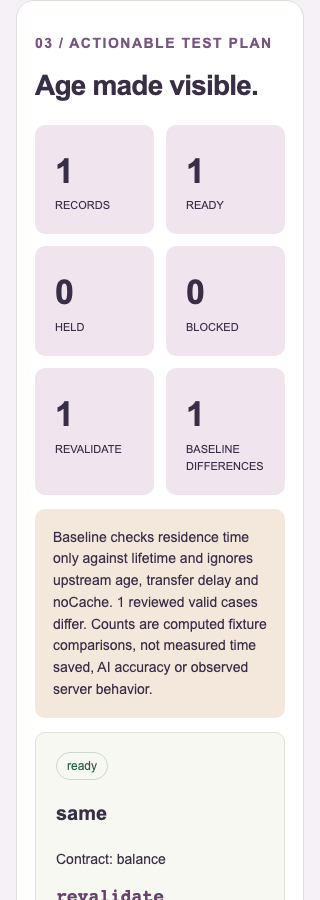 03 / ACTIONABLE TEST PLAN
Age made visible.
1
RECORDS
1
READY
0
HELD
0
BLOCKED
1
REVALIDATE
1
BASELINE
DIFFERENCES
Baseline checks residence time
only against lifetime and ignores
upstream age, transfer delay and
noCache. 1 reviewed valid cases
differ. Counts are computed fixture
comparisons, not measured time
saved, AI accuracy or observed
server behavior.
ready
same
Contract: balance
revalidate